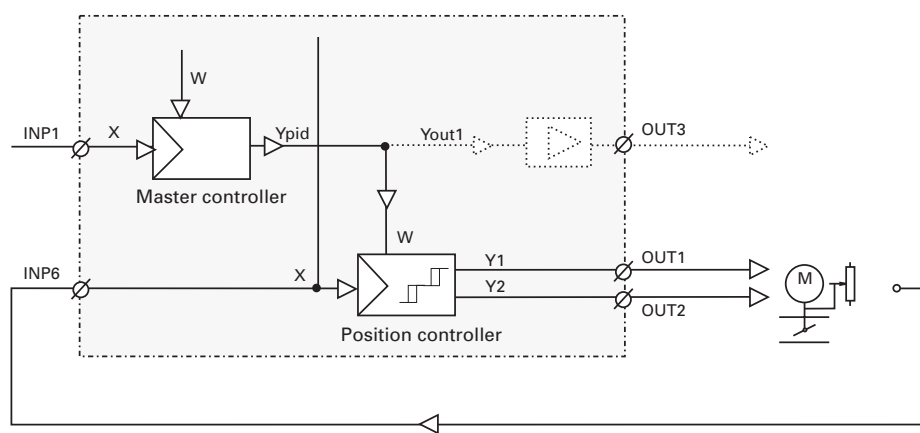 W
INP1
X
Ypid
Yout1
OUT3
Master controller
W
INP6
X
Y1
OUT1
Y2
OUT2
M
Position controller